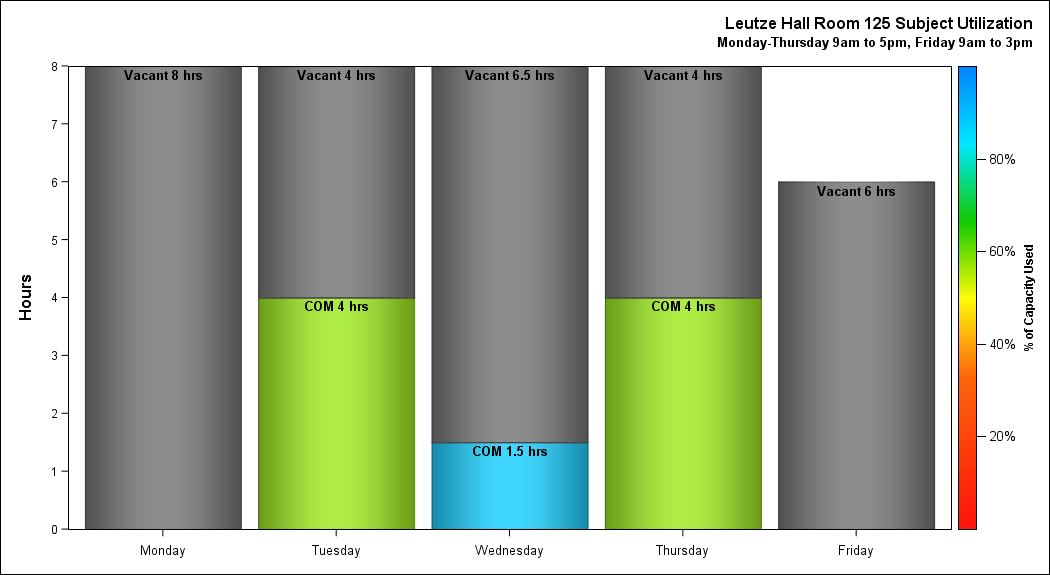 Leutze Hall Room 125 Subject Utilization
Monday-Thursday 9am to 5pm, Friday 9am to 3pm
Hours
8
7
6
5
4
3
2
1
0
Vacant 8 hrs
Vacant 4 hrs
COM 4 hrs
Vacant 6.5 hrs
COM 1.5 hrs
Vacant 4 hrs
COM 4 hrs
Vacant 6 hrs
Monday
Tuesday
Wednesday
Thursday
Friday
80%
60%
40%
20%
% of Capacity Used